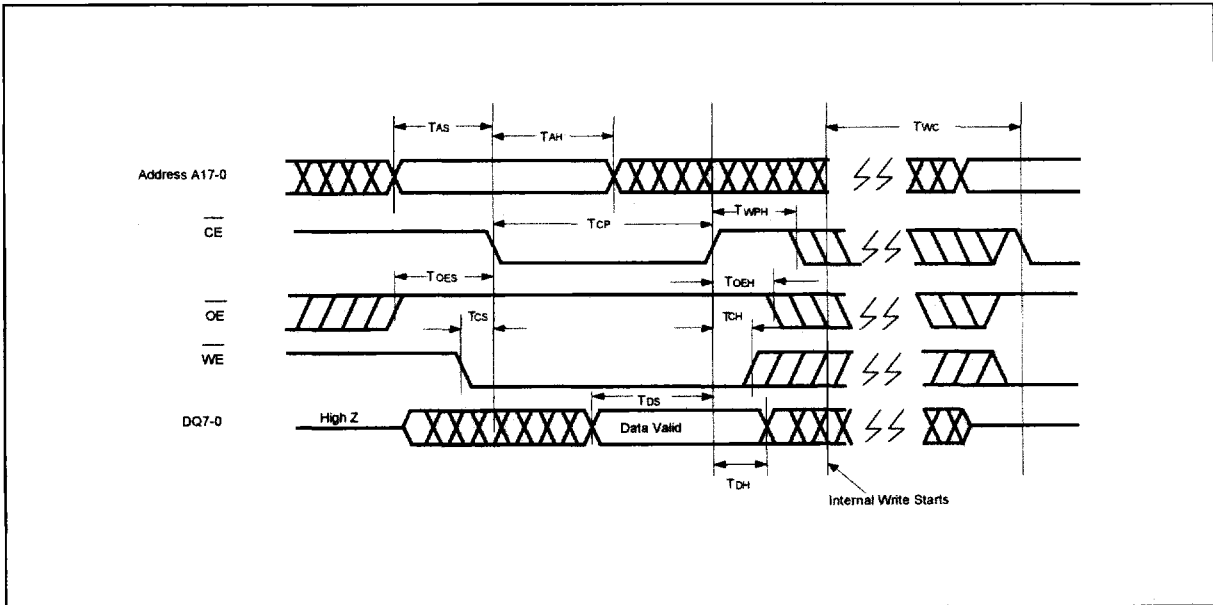 TAS
TAH
TWC
Address A17-0
TCP
TWPH
CE
TOES
TOEH
OE
TCS
TCH
WE
TDS
DQ7-0
High Z
Data Valid
TDH
Internal Write Starts